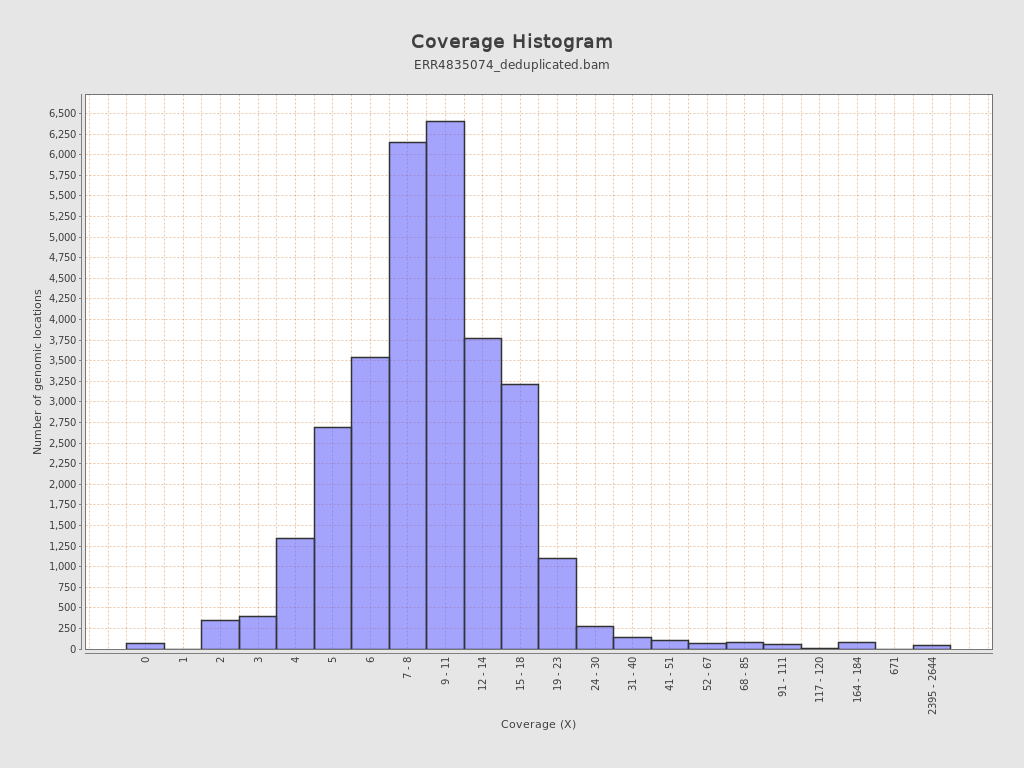 Coverage Histogram
ERR4835074_deduplicated.bam
Number of genomic locations
6,500
6,250
6,000
5,750
5,500
5,250
5,000
4,750
4,500
4,250
4,000
3,750
3,500
3,250
3,000
2,750
2,500
2,250
2,000
1,750
1,500
1,250
1,000
750
500
250
0
0
1
2
3
4
5
6
7 - 8
9 - 11
12 - 14
15 - 18
19 - 23
24 - 30
31 - 40
41 - 51
52 - 67
68 - 85
91 - 111
117 - 120
164 - 184
671
2395 - 2644
Coverage (X)